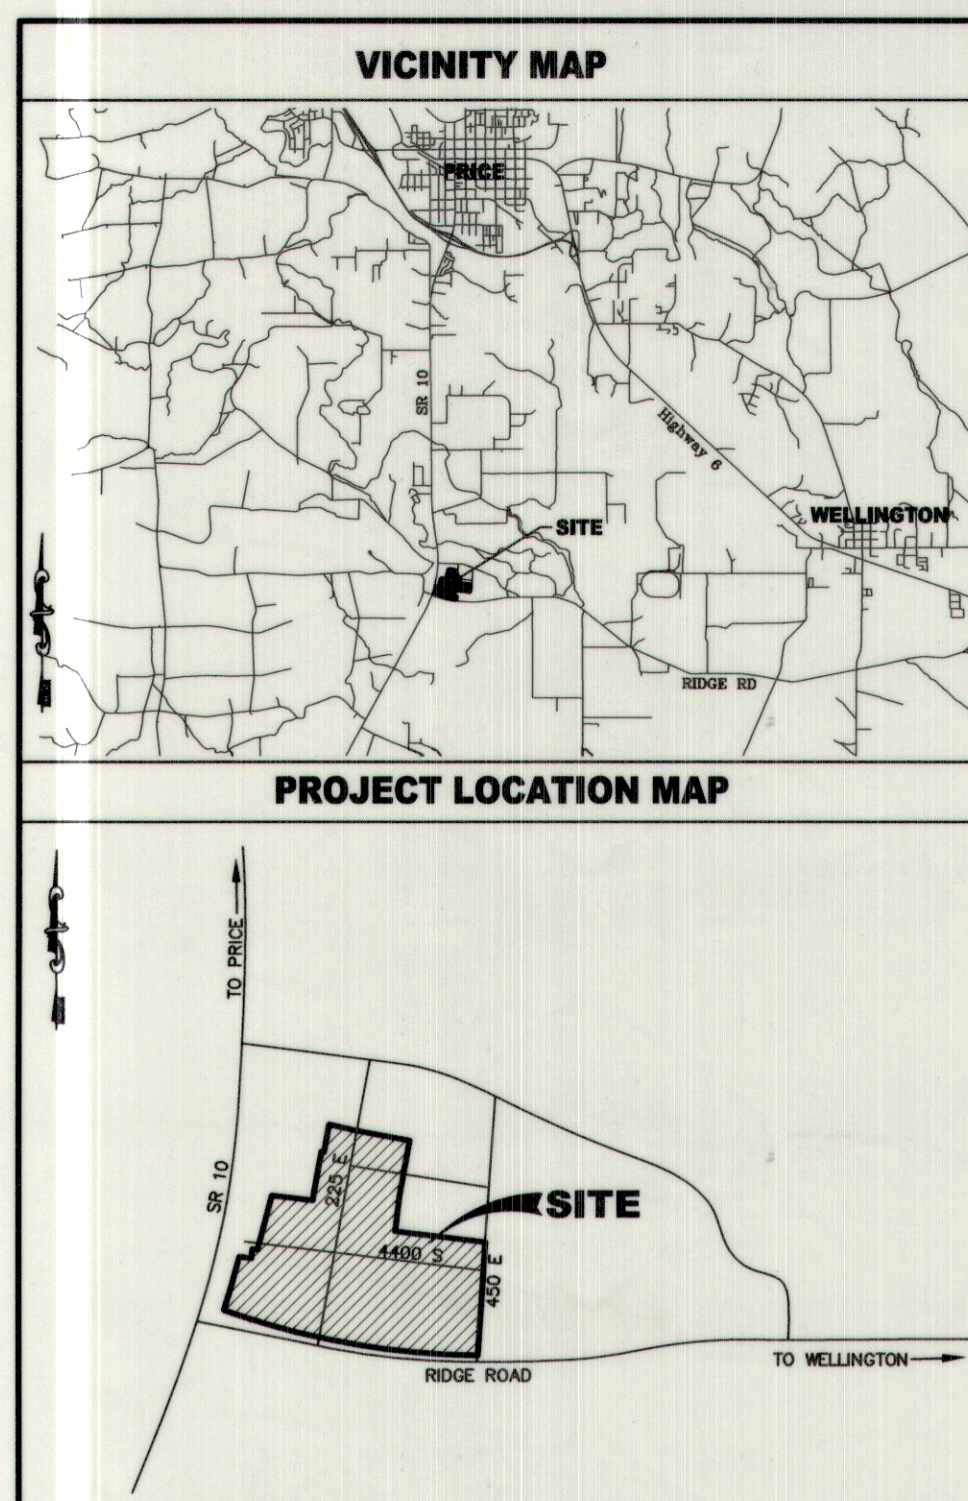 VICINITY MAP
PRICE
SR 10
Highway 6
WELLINGTON
SITE
RIDGE RD
PROJECT LOCATION MAP
TO PRICE
SR 10
225 E
SITE
4400 S
450 E
TO WELLINGTON
RIDGE ROAD